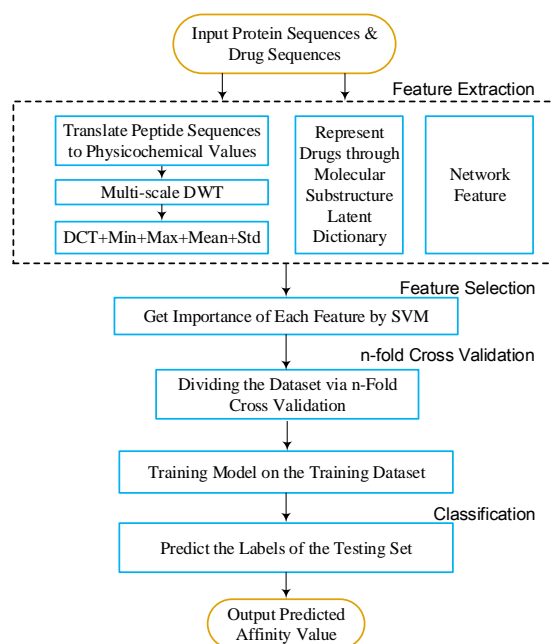 Input Protein Sequences &
Drug Sequences
Feature Extraction
Translate Peptide Sequences
to Physicochemical Values
Multi-scale DWT
DCT+Min+Max+Mean+Std
Represent
Drugs through
Molecular
Substructure
Latent
Dictionary
Network
Feature
Feature Selection
Get Importance of Each Feature by SVM
n-fold Cross Validation
Dividing the Dataset via n-Fold
Cross Validation
Training Model on the Training Dataset
Classification
Predict the Labels of the Testing Set
Output Predicted
Affinity Value